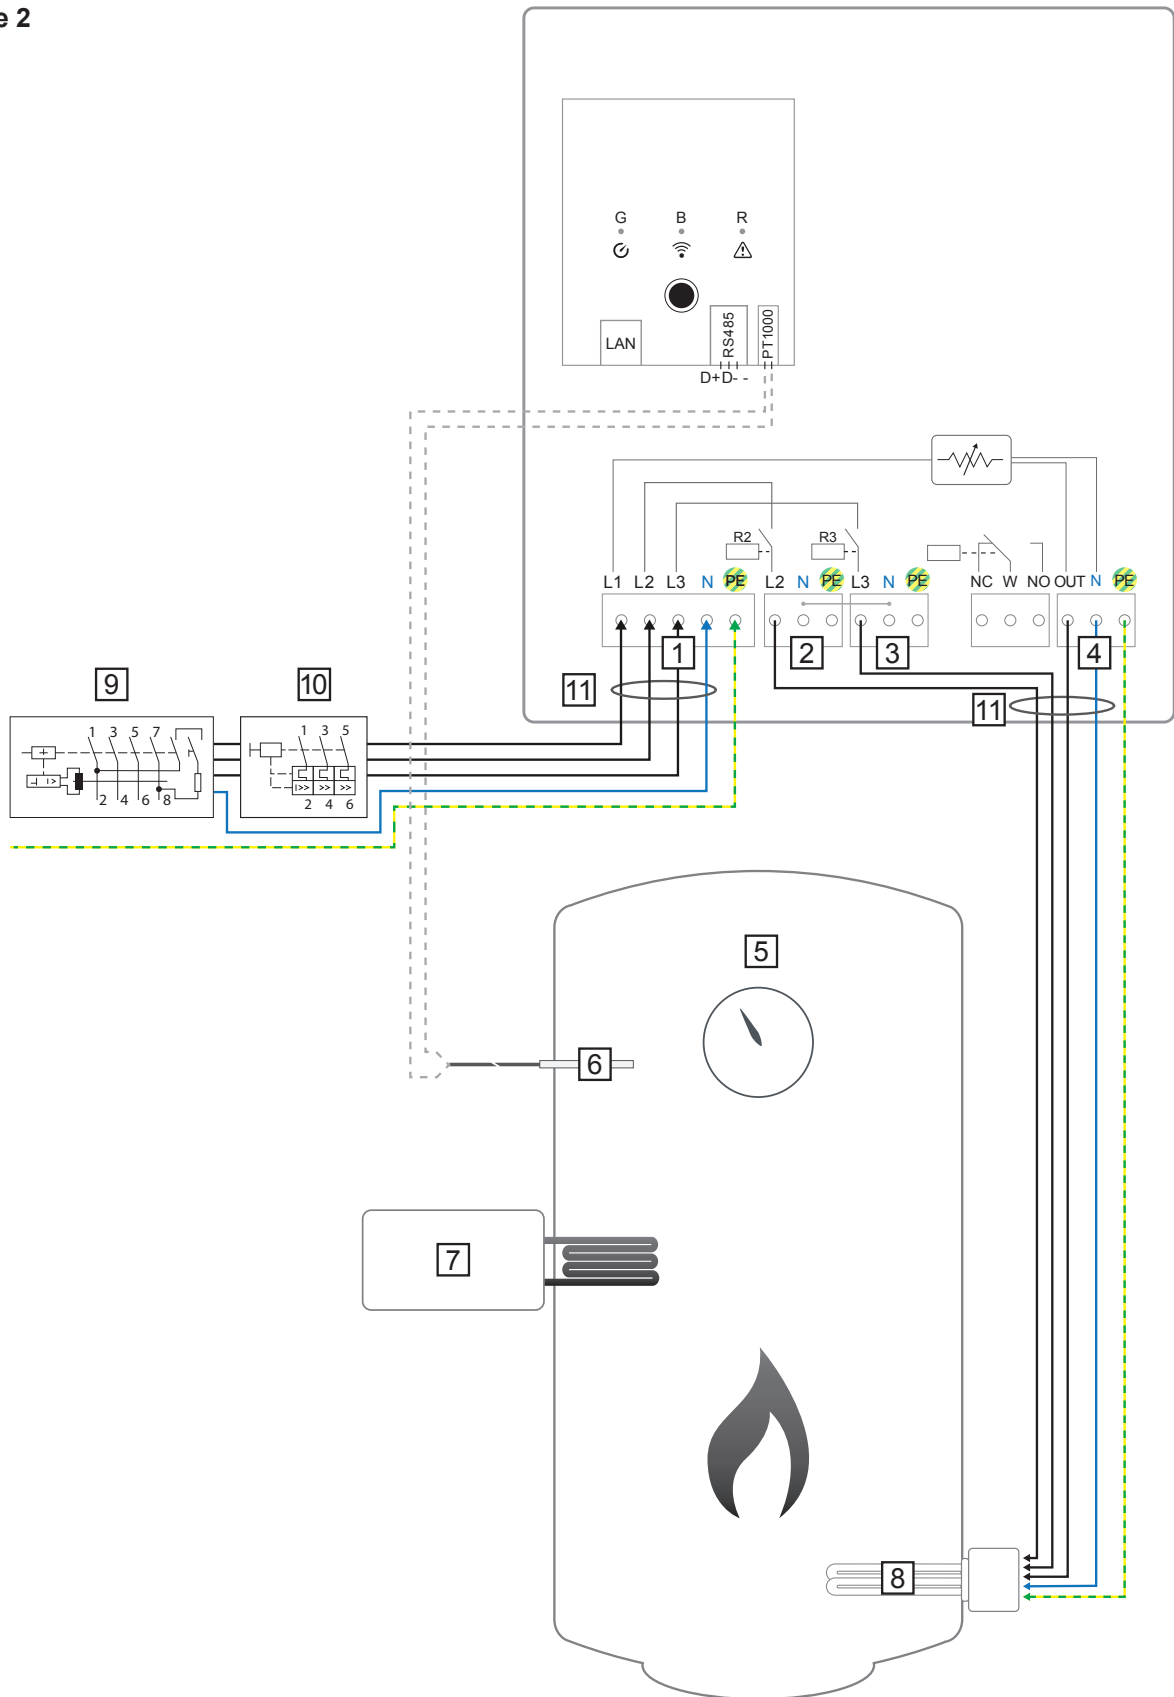 e 2
G B R
LAN
RS485
PT1000
D+D- -
R2 R3
L1 L2 L3 N PE L2 N PE L3 N PE NC W NO OUT N PE
1 2 3 4
11
11
9 10
1 3 5 7
2 4 6 8
1 3 5
I>> >> >>
2 4 6
5
6
7
8